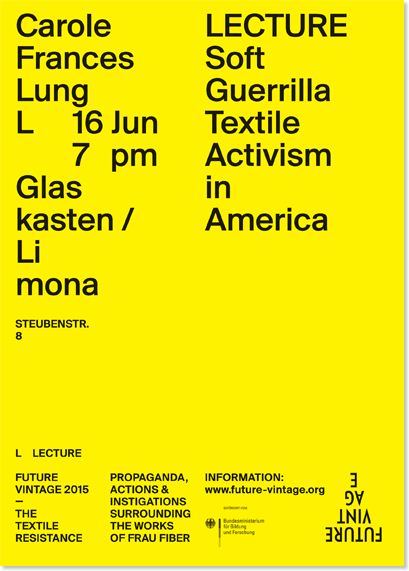 Carole
Frances
Lung
L 16 Jun
7 pm
Glas
kasten /
Li
mona
LECTURE
Soft
Guerrilla
Textile
Activism
in
America
STEUBENSTR.
8
L LECTURE
FUTURE
VINTAGE 2015
–
THE
TEXTILE
RESISTANCE
PROPAGANDA,
ACTIONS &
INSTIGATIONS
SURROUNDING
THE WORKS
OF FRAU FIBER
INFORMATION:
www.future-vintage.org
GEFÖRDERT VOM
Bundesministerium
für Bildung
und Forschung
FUTURE
VINT
AG
E